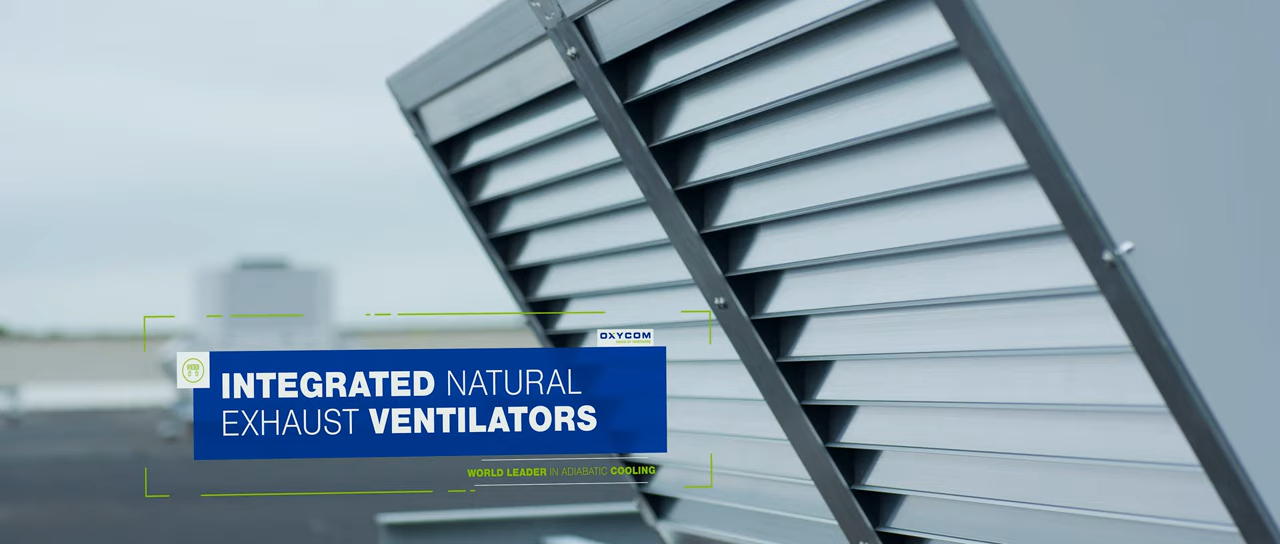 OXYCOM
INTEGRATED NATURAL
EXHAUST VENTILATORS
WORLD LEADER IN ADIABATIC COOLING